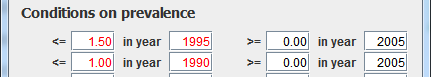 Conditions on prevalence
<= 1.50 in year 1995 >= 0.00 in year 2005
<= 1.00 in year 1990 >= 0.00 in year 2005